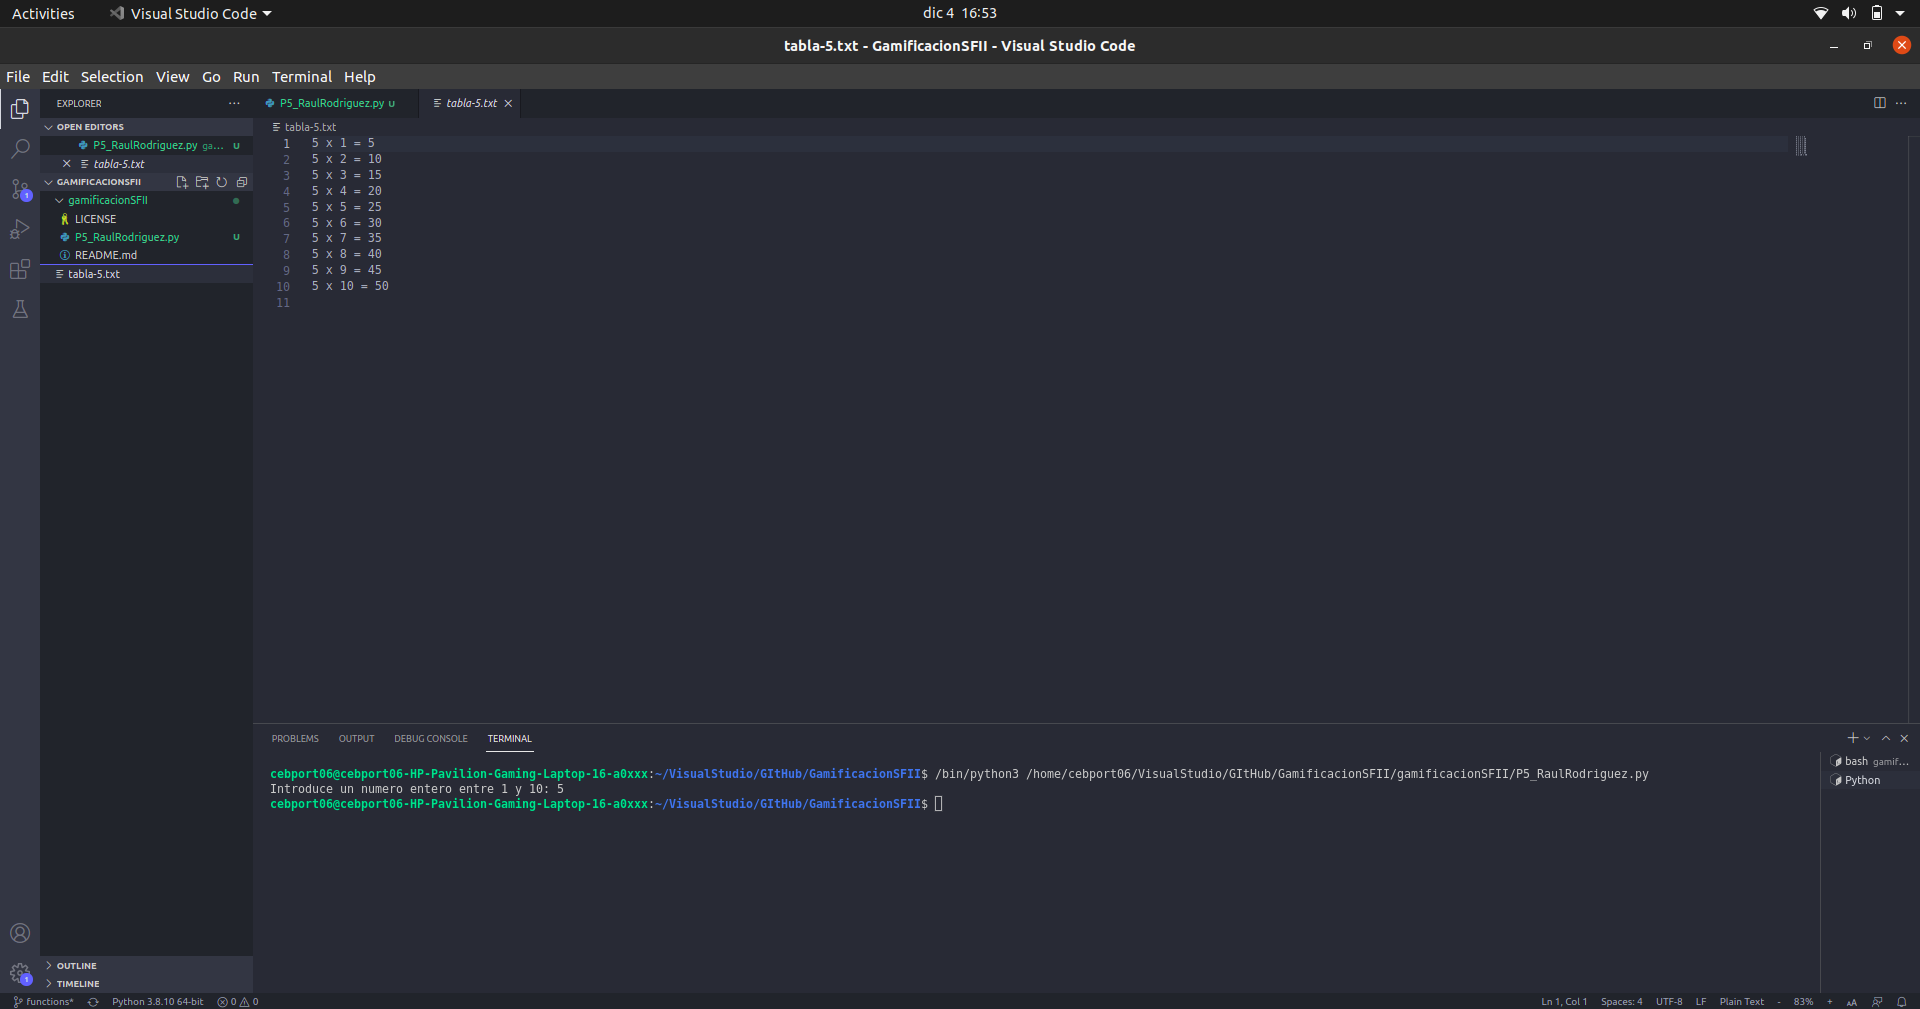 Activities Visual Studio Code dic 4 16:53
tabla-5.txt - GamificacionSFII - Visual Studio Code
File Edit Selection View Go Run Terminal Help
EXPLORER
OPEN EDITORS
P5_RaulRodriguez.py ga... U
tabla-5.txt
GAMIFICACIONSFII
gamificacionSFII
LICENSE
P5_RaulRodriguez.py U
README.md
tabla-5.txt
OUTLINE
TIMELINE
1
1
P5_RaulRodriguez.py U tabla-5.txt
tabla-5.txt
1 5 x 1 = 5
2 5 x 2 = 10
3 5 x 3 = 15
4 5 x 4 = 20
5 5 x 5 = 25
6 5 x 6 = 30
7 5 x 7 = 35
8 5 x 8 = 40
9 5 x 9 = 45
10 5 x 10 = 50
11
PROBLEMS OUTPUT DEBUG CONSOLE TERMINAL
cebport06@cebport06-HP-Pavilion-Gaming-Laptop-16-a0xxx:~/VisualStudio/GItHub/GamificacionSFII$ /bin/python3 /home/cebport06/VisualStudio/GItHub/GamificacionSFII/gamificacionSFII/P5_RaulRodriguez.py
Introduce un numero entero entre 1 y 10: 5
cebport06@cebport06-HP-Pavilion-Gaming-Laptop-16-a0xxx:~/VisualStudio/GItHub/GamificacionSFII$
bash gamif...
Python
functions* Python 3.8.10 64-bit 0 0 Ln 1, Col 1 Spaces: 4 UTF-8 LF Plain Text - 83% + AA